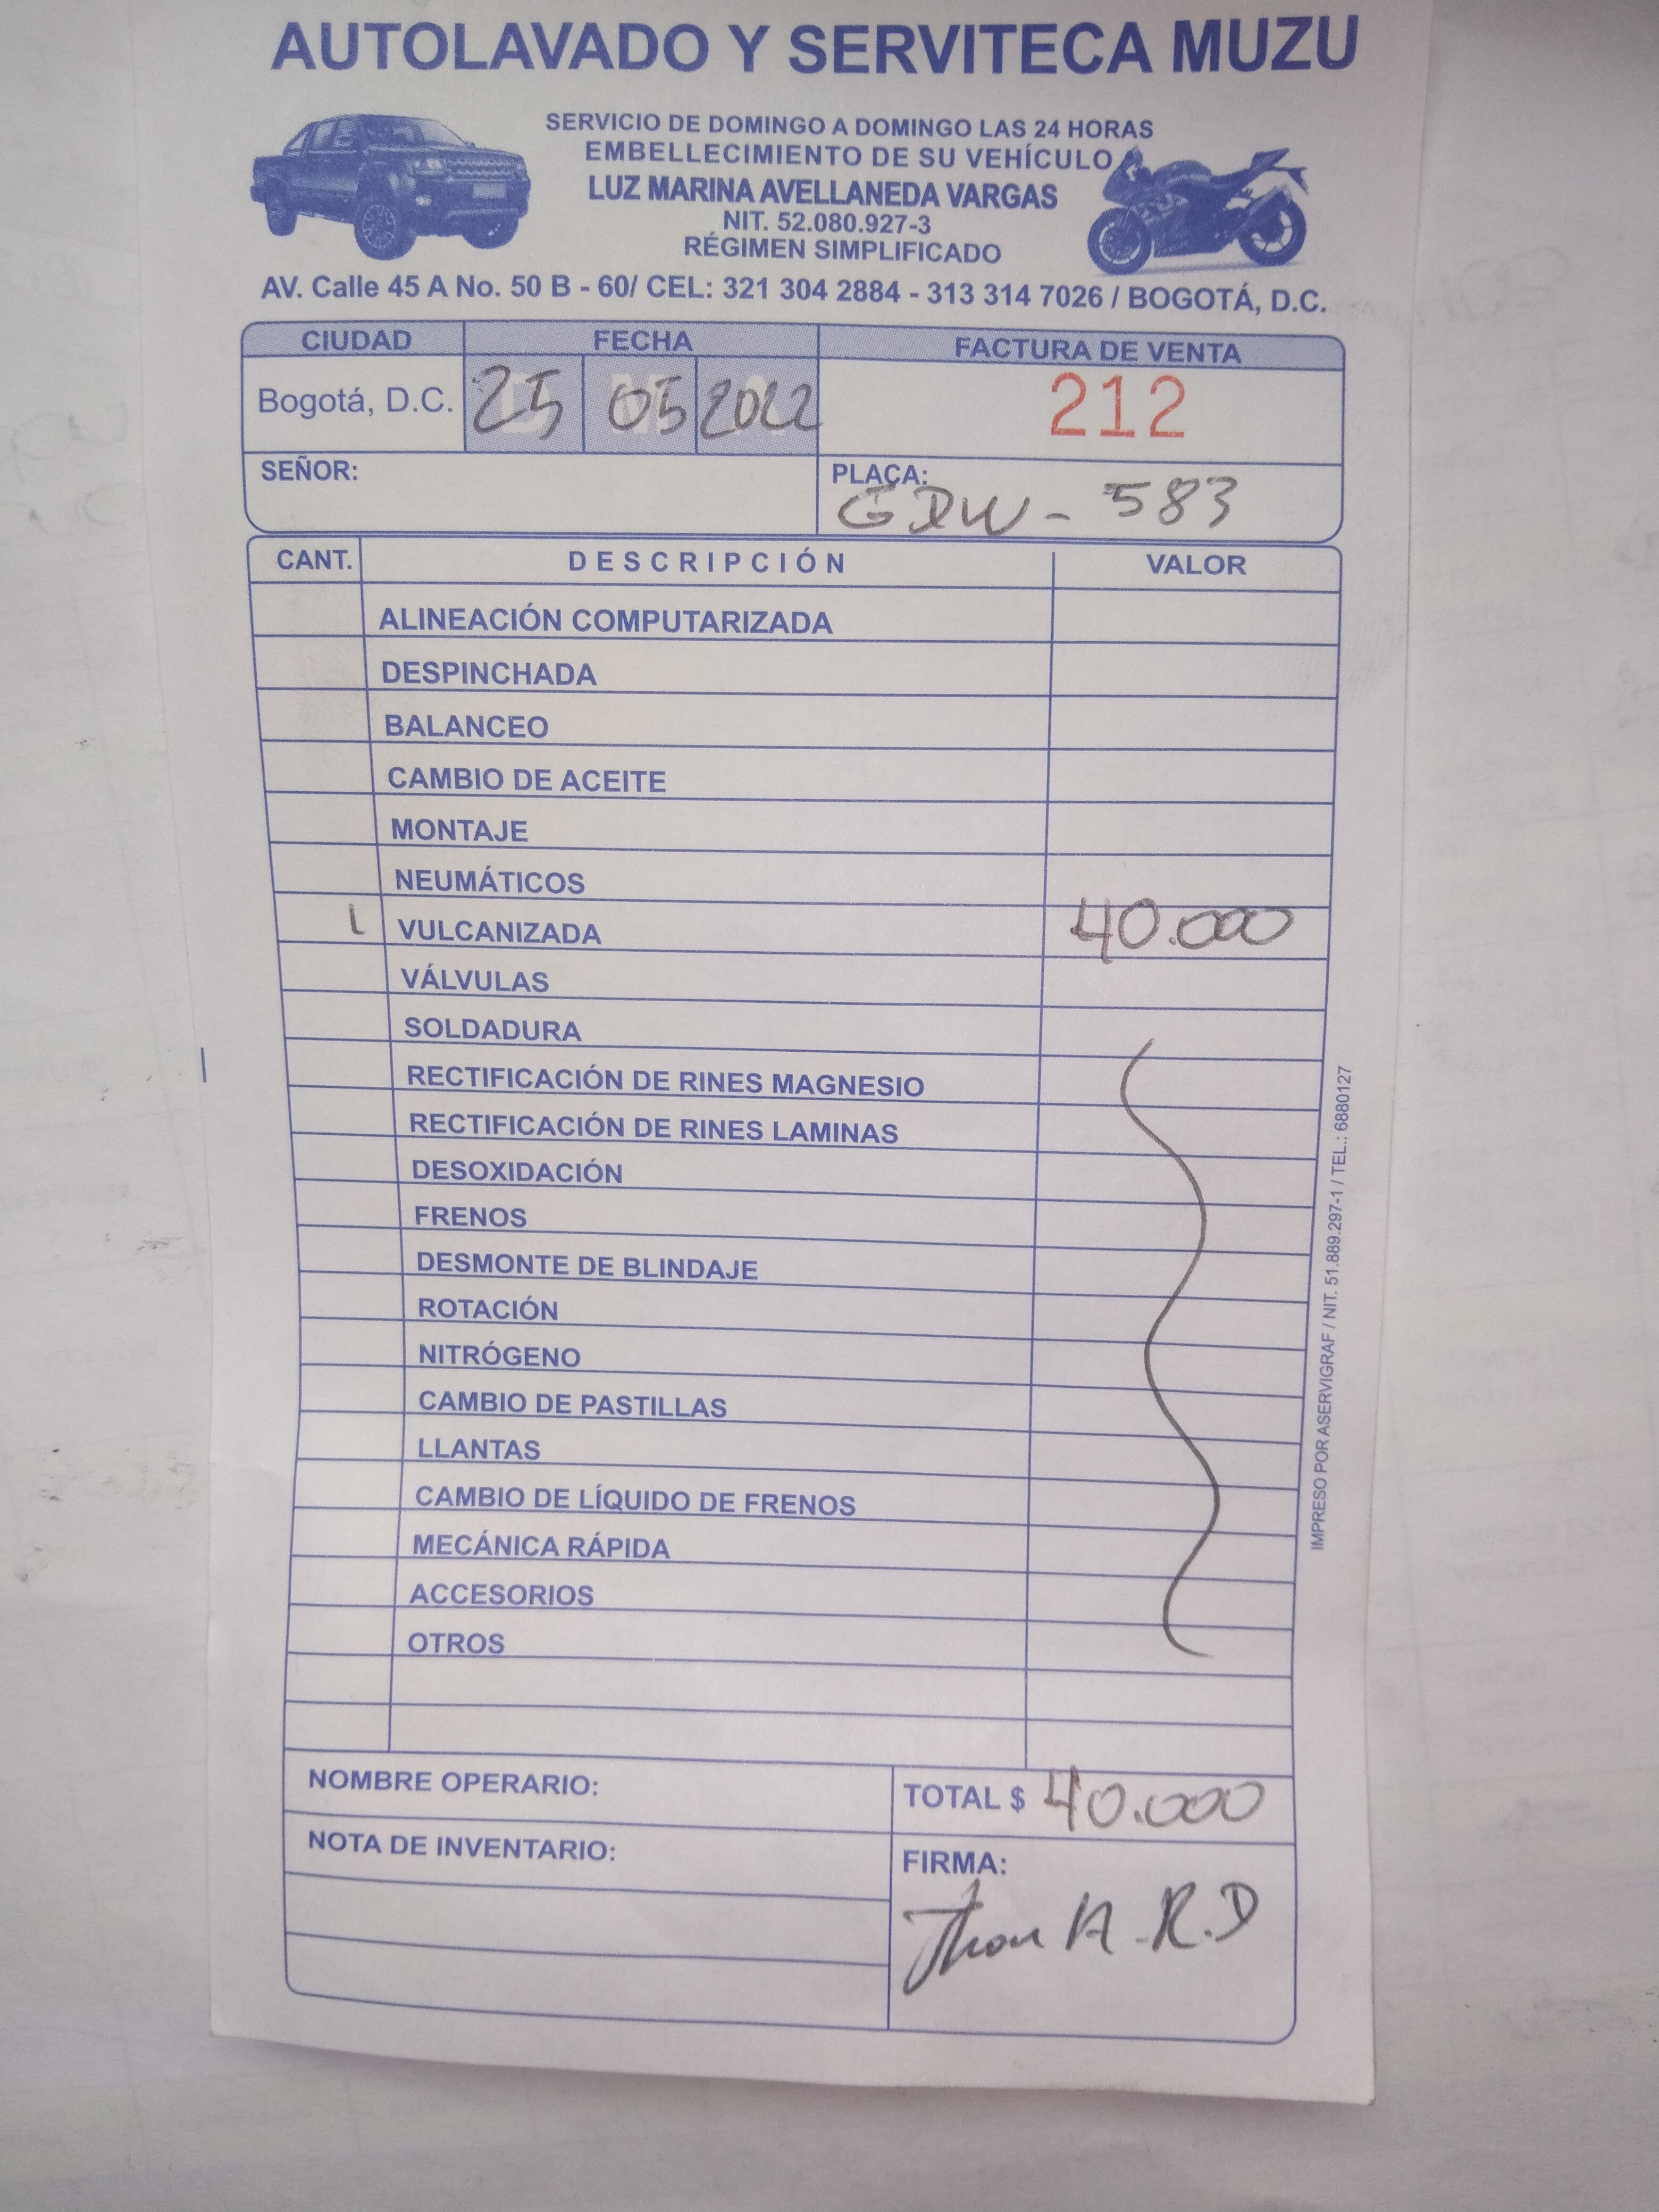 AUTOLAVADO Y SERVITECA MUZU
SERVICIO DE DOMINGO A DOMINGO LAS 24 HORAS
EMBELLECIMIENTO DE SU VEHÍCULO
LUZ MARINA AVELLANEDA VARGAS
NIT. 52.080.927-3
RÉGIMEN SIMPLIFICADO
AV. Calle 45 A No. 50 B - 60/ CEL: 321 304 2884 - 313 314 7026 / BOGOTÁ, D.C.
CIUDAD FECHA FACTURA DE VENTA
Bogotá, D.C. 25 05 2022 212
SEÑOR: PLACA: GDW - 583
CANT. DESCRIPCIÓN VALOR
ALINEACIÓN COMPUTARIZADA
DESPINCHADA
BALANCEO
CAMBIO DE ACEITE
MONTAJE
NEUMÁTICOS
1 VULCANIZADA 40.000
VÁLVULAS
SOLDADURA
RECTIFICACIÓN DE RINES MAGNESIO
RECTIFICACIÓN DE RINES LAMINAS
DESOXIDACIÓN
FRENOS
DESMONTE DE BLINDAJE
ROTACIÓN
NITRÓGENO
CAMBIO DE PASTILLAS
LLANTAS
CAMBIO DE LÍQUIDO DE FRENOS
MECÁNICA RÁPIDA
ACCESORIOS
OTROS
NOMBRE OPERARIO: TOTAL $ 40.000
NOTA DE INVENTARIO: FIRMA:
Jhon A.R.D
IMPRESO POR ASERVIGRAF / NIT. 51.889.297-1 / TEL.: 6880127